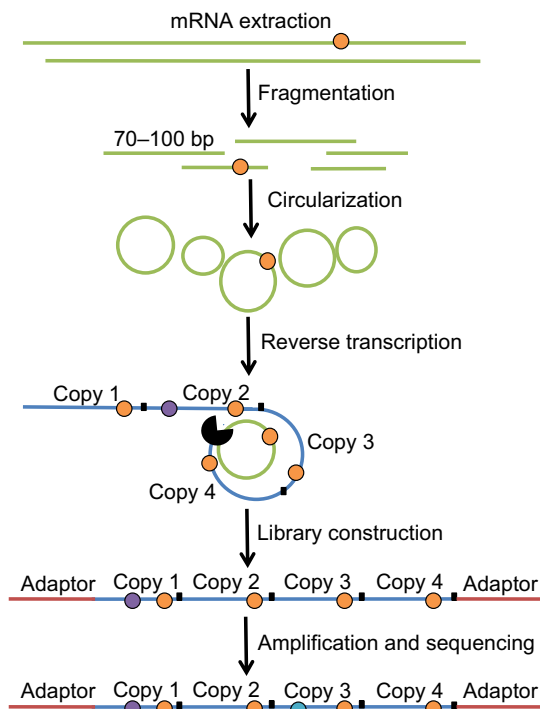 mRNA extraction
Fragmentation
70–100 bp
Circularization
Reverse transcription
Copy 1 Copy 2
Copy 3
Copy 4
Library construction
Adaptor Copy 1 Copy 2 Copy 3 Copy 4 Adaptor
Amplification and sequencing
Adaptor Copy 1 Copy 2 Copy 3 Copy 4 Adaptor